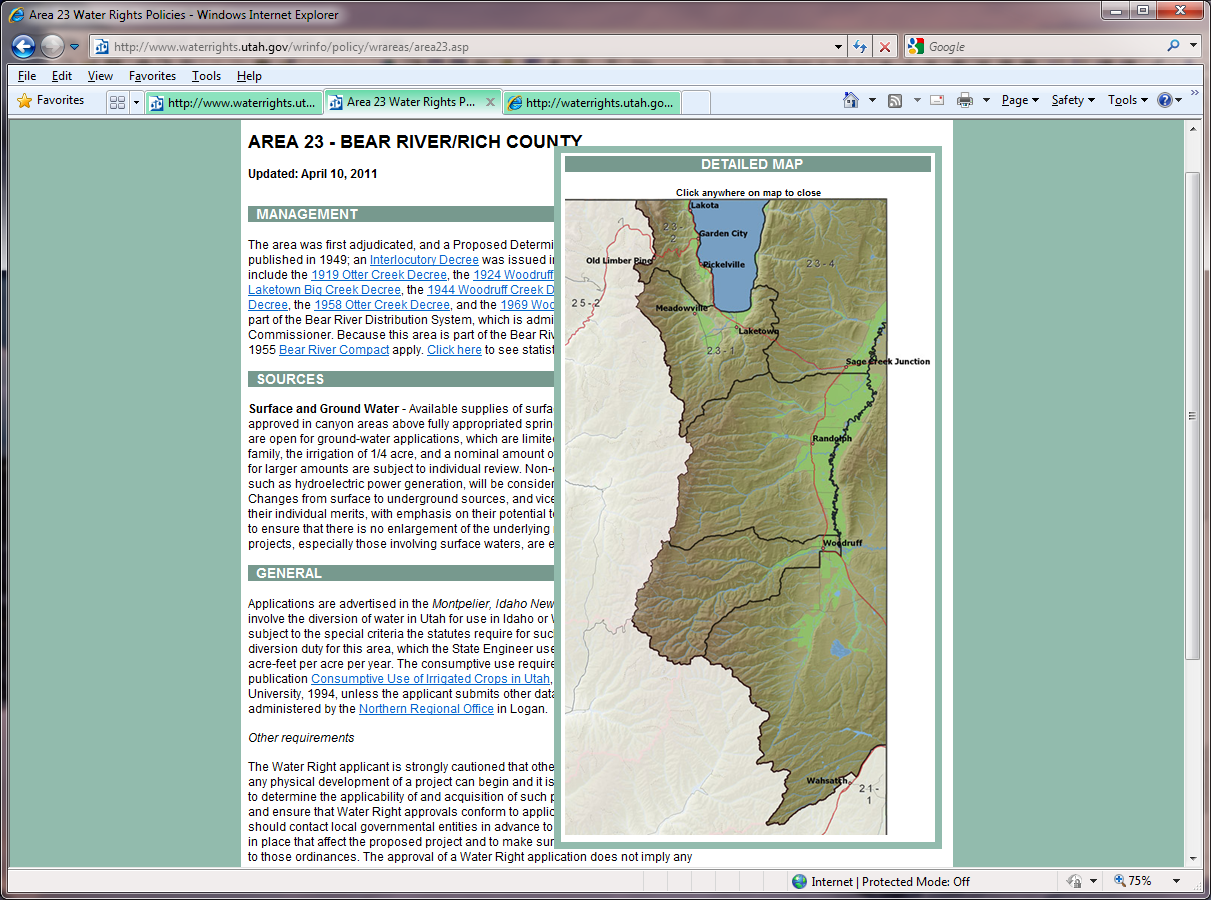 Area 23 Water Rights Policies - Windows Internet Explorer
http://www.waterrights.utah.gov/wrinfo/policy/wrareas/area23.asp
Google
File Edit View Favorites Tools Help
Favorites
http://www.waterrights.ut...
Area 23 Water Rights P...
http://waterrights.utah.go...
Page Safety Tools
AREA 23 - BEAR RIVER/RICH COUNTY
Updated: April 10, 2011
MANAGEMENT
The area was first adjudicated, and a Proposed Determi
published in 1949; an Interlocutory Decree was issued i
include the 1919 Otter Creek Decree, the 1924 Woodruff
Laketown Big Creek Decree, the 1944 Woodruff Creek D
Decree, the 1958 Otter Creek Decree, and the 1969 Woo
part of the Bear River Distribution System, which is admi
Commissioner. Because this area is part of the Bear Riv
1955 Bear River Compact apply. Click here to see statist
SOURCES
Surface and Ground Water - Available supplies of surfa
approved in canyon areas above fully appropriated sprin
are open for ground-water applications, which are limite
family, the irrigation of 1/4 acre, and a nominal amount o
for larger amounts are subject to individual review. Non-
such as hydroelectric power generation, will be consider
Changes from surface to underground sources, and vice
their individual merits, with emphasis on their potential t
to ensure that there is no enlargement of the underlying
projects, especially those involving surface waters, are e
GENERAL
Applications are advertised in the Montpelier, Idaho New
involve the diversion of water in Utah for use in Idaho or W
subject to the special criteria the statutes require for suc
diversion duty for this area, which the State Engineer use
acre-feet per acre per year. The consumptive use require
publication Consumptive Use of Irrigated Crops in Utah,
University, 1994, unless the applicant submits other data
administered by the Northern Regional Office in Logan.
Other requirements
The Water Right applicant is strongly cautioned that othe
any physical development of a project can begin and it is
to determine the applicability of and acquisition of such p
and ensure that Water Right approvals conform to applic
should contact local governmental entities in advance to
in place that affect the proposed project and to make sur
to those ordinances. The approval of a Water Right application does not imply any
DETAILED MAP
Click anywhere on map to close
Lakota
23-
2
Garden City
Old Limber Pine
Pickelville
23-4
25-2
Meadowville
Laketown
23-1
Sage Creek Junction
Randolph
Woodruff
Wahsatch
21-
1
Internet | Protected Mode: Off
75%